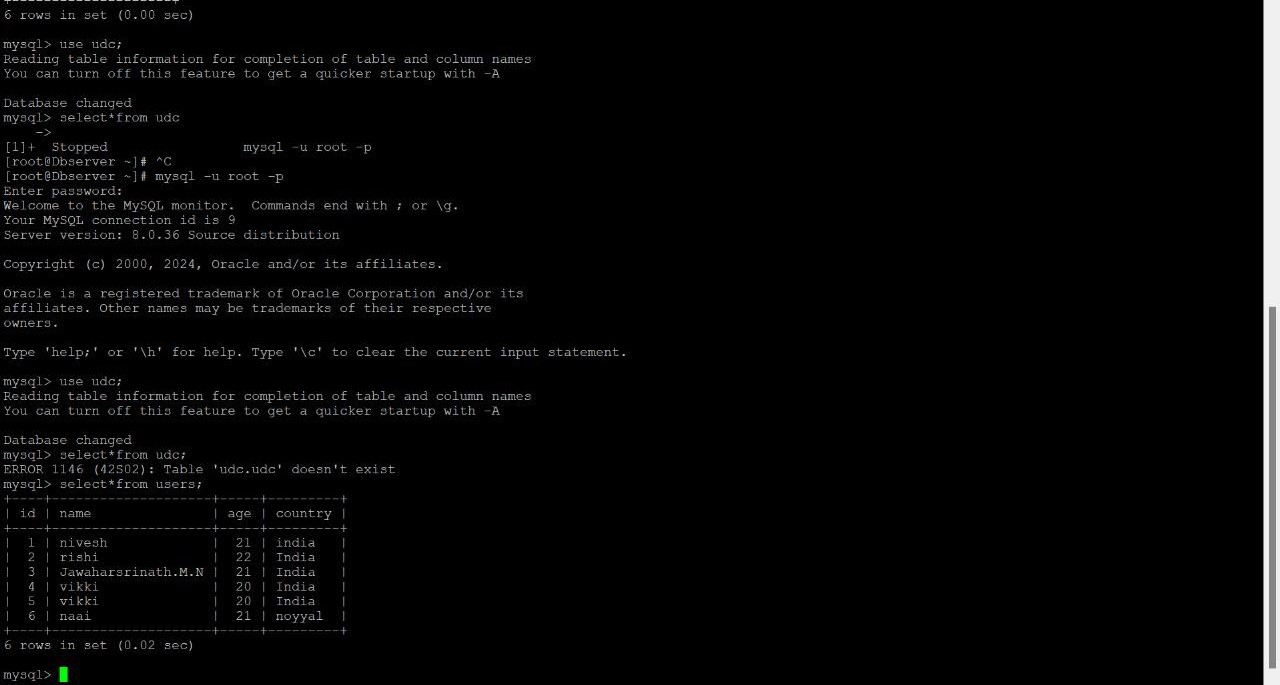 6 rows in set (0.00 sec)
mysql> use udc;
Reading table information for completion of table and column names
You can turn off this feature to get a quicker startup with -A
Database changed
mysql> select*from udc
    ->
[1]+  Stopped                 mysql -u root -p
[root@Dbserver ~]# ^C
[root@Dbserver ~]# mysql -u root -p
Enter password:
Welcome to the MySQL monitor.  Commands end with ; or \g.
Your MySQL connection id is 9
Server version: 8.0.36 Source distribution
Copyright (c) 2000, 2024, Oracle and/or its affiliates.
Oracle is a registered trademark of Oracle Corporation and/or its
affiliates. Other names may be trademarks of their respective
owners.
Type 'help;' or '\h' for help. Type '\c' to clear the current input statement.
mysql> use udc;
Reading table information for completion of table and column names
You can turn off this feature to get a quicker startup with -A
Database changed
mysql> select*from udc;
ERROR 1146 (42S02): Table 'udc.udc' doesn't exist
mysql> select*from users;
+----+--------------------+-----+---------+
| id | name               | age | country |
+----+--------------------+-----+---------+
|  1 | nivesh             |  21 | india   |
|  2 | rishi              |  22 | India   |
|  3 | Jawaharsrinath.M.N |  21 | India   |
|  4 | vikki              |  20 | India   |
|  5 | vikki              |  20 | India   |
|  6 | naai               |  21 | noyyal  |
+----+--------------------+-----+---------+
6 rows in set (0.02 sec)
mysql>